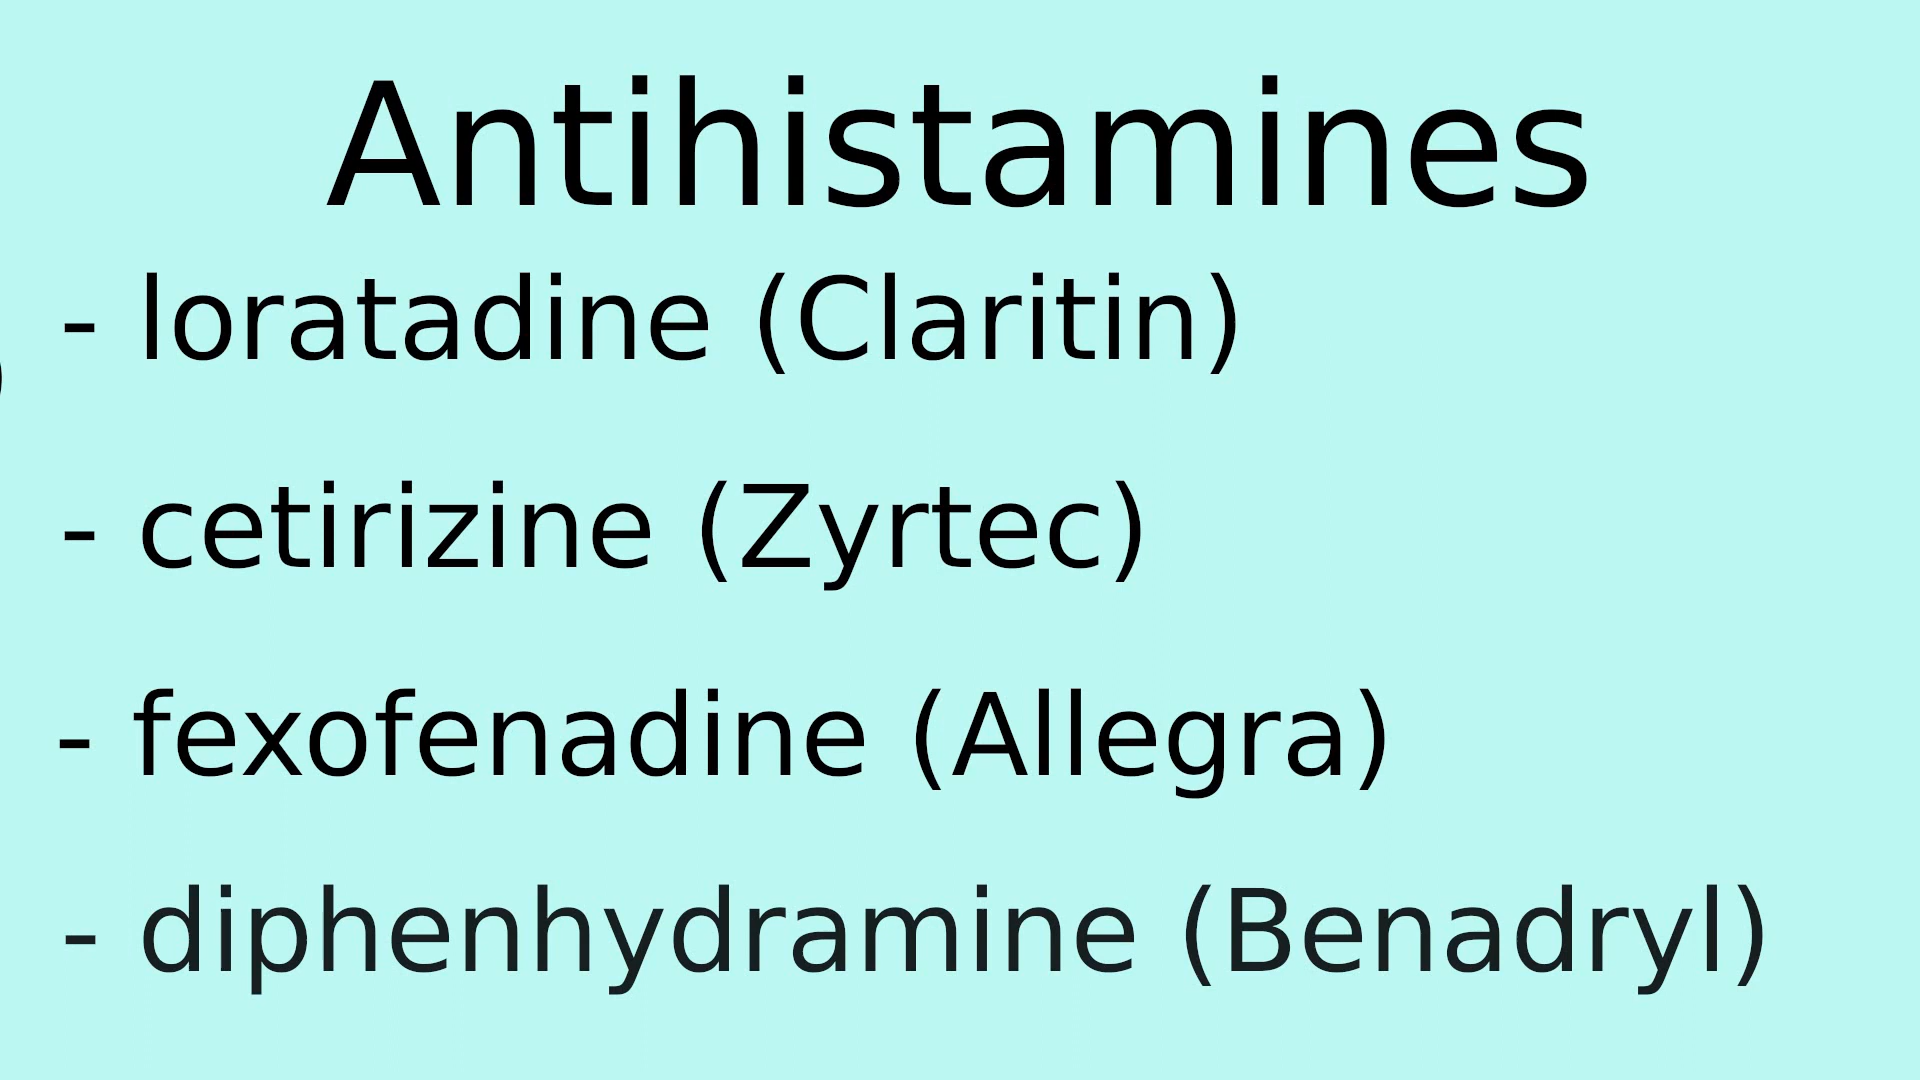 Antihistamines
- loratadine (Claritin)
- cetirizine (Zyrtec)
- fexofenadine (Allegra)
- diphenhydramine (Benadryl)